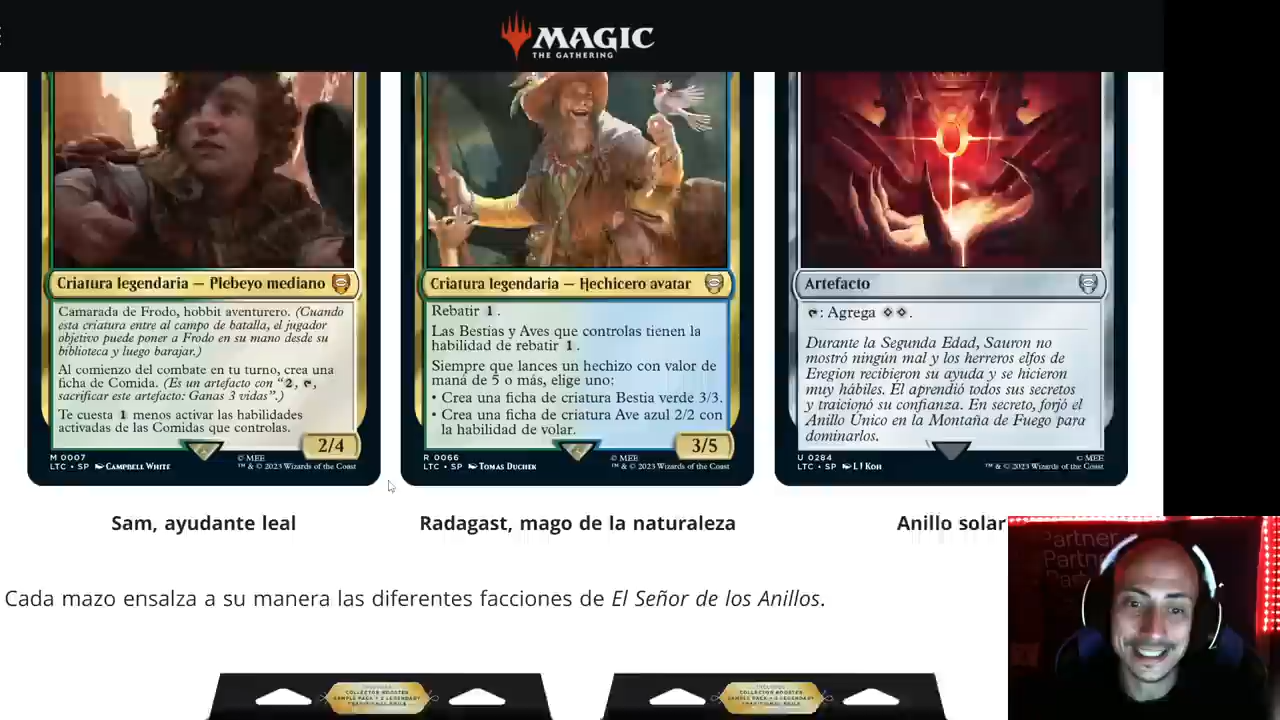 MAGIC
THE GATHERING
Criatura legendaria — Plebeyo mediano
Camarada de Frodo, hobbit aventurero. (Cuando
esta criatura entre al campo de batalla, el jugador
objetivo puede poner a Frodo en su mano desde su
biblioteca y luego barajar.)
Al comienzo del combate en tu turno, crea una
ficha de Comida. (Es un artefacto con “2, ,
sacrificar este artefacto: Ganas 3 vidas”.)
Te cuesta 1 menos activar las habilidades
activadas de las Comidas que controlas.
2/4
M 0007
LTC • SP CAMPBELL WHITE
© MEE
™ & © 2023 Wizards of the Coast
Criatura legendaria — Hechicero avatar
Rebatir 1.
Las Bestias y Aves que controlas tienen la
habilidad de rebatir 1.
Siempre que lances un hechizo con valor de
maná de 5 o más, elige uno:
• Crea una ficha de criatura Bestia verde 3/3.
• Crea una ficha de criatura Ave azul 2/2 con
la habilidad de volar.
3/5
R 0066
LTC • SP TOMAS DUCHEK
© MEE
™ & © 2023 Wizards of the Coast
Artefacto
: Agrega .
Durante la Segunda Edad, Sauron no
mostró ningún mal y los herreros elfos de
Eregion recibieron su ayuda y se hicieron
muy hábiles. Él aprendió todos sus secretos
y traicionó su confianza. En secreto, forjó el
Anillo Único en la Montaña de Fuego para
dominarlos.
U 0284
LTC • SP LI KOH
© MEE
™ & © 2023 Wizards of the Coast
Sam, ayudante leal
Radagast, mago de la naturaleza
Anillo solar
Cada mazo ensalza a su manera las diferentes facciones de El Señor de los Anillos.
Partner
Partner
COLLECTOR BOOSTER
COLLECTOR BOOSTER